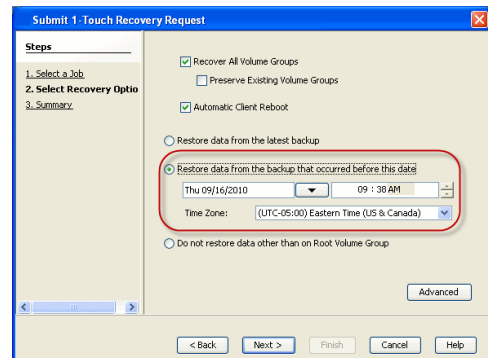 Submit 1-Touch Recovery Request
Steps
1. Select a Job
2. Select Recovery Optio
3. Summary
Recover All Volume Groups
Preserve Existing Volume Groups
Automatic Client Reboot
Restore data from the latest backup
Restore data from the backup that occurred before this date
Thu 09/16/2010 09 : 38 AM
Time Zone: (UTC-05:00) Eastern Time (US & Canada)
Do not restore data other than on Root Volume Group
Advanced
< Back Next > Finish Cancel Help